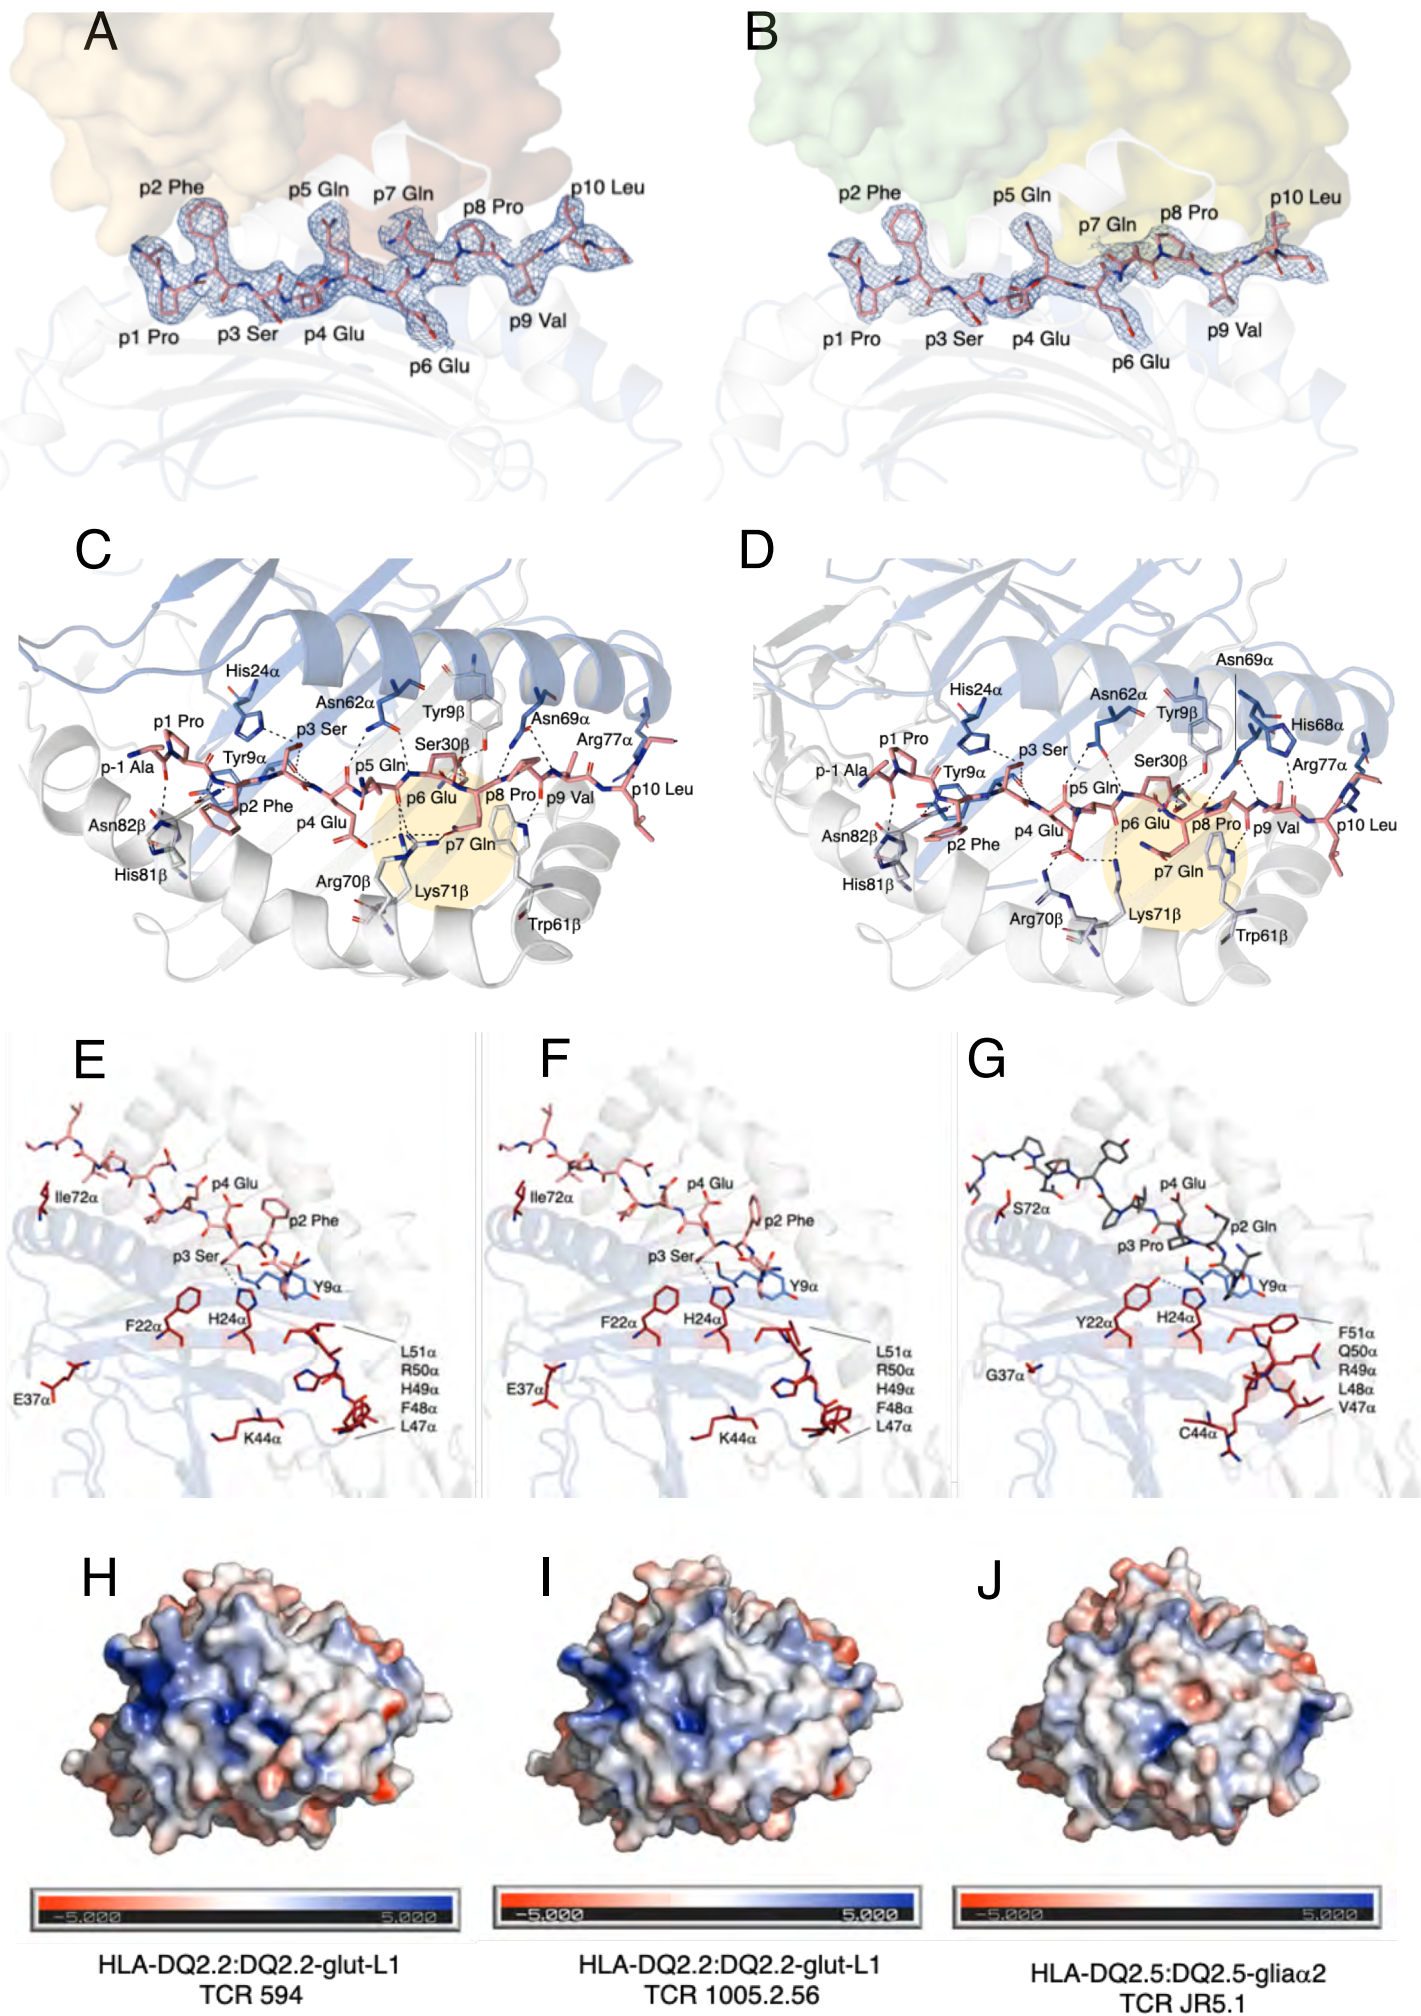 A
B
p2 Phe
p5 Gln
p7 Gln
p8 Pro
p10 Leu
p1 Pro
p3 Ser
p4 Glu
p6 Glu
p9 Val
p2 Phe
p5 Gln
p7 Gln
p8 Pro
p10 Leu
p1 Pro
p3 Ser
p4 Glu
p6 Glu
p9 Val
C
D
His24α
Asn62α
Tyr9β
Asn69α
Arg77α
p1 Pro
p3 Ser
Ser30β
p-1 Ala
Tyr9α
p5 Gln
p2 Phe
p6 Glu
p8 Pro
p9 Val
p10 Leu
Asn82β
p4 Glu
p7 Gln
His81β
Arg70β
Lys71β
Trp61β
Asn69α
His24α
Asn62α
Tyr9β
His68α
p1 Pro
p3 Ser
Ser30β
Arg77α
p-1 Ala
Tyr9α
p5 Gln
Asn82β
p2 Phe
p4 Glu
p6 Glu
p8 Pro
p9 Val
p10 Leu
His81β
p7 Gln
Arg70β
Lys71β
Trp61β
E
F
G
Ile72α
p4 Glu
p2 Phe
p3 Ser
Y9α
F22α
H24α
E37α
K44α
L51α
R50α
H49α
F48α
L47α
Ile72α
p4 Glu
p2 Phe
p3 Ser
Y9α
F22α
H24α
E37α
K44α
L51α
R50α
H49α
F48α
L47α
S72α
p4 Glu
p2 Gln
p3 Pro
Y9α
Y22α
H24α
G37α
C44α
F51α
Q50α
R49α
L48α
V47α
H
I
J
-5.000 5.000
-5.000 5.000
-5.000 5.000
HLA-DQ2.2:DQ2.2-glut-L1
TCR 594
HLA-DQ2.2:DQ2.2-glut-L1
TCR 1005.2.56
HLA-DQ2.5:DQ2.5-gliaα2
TCR JR5.1